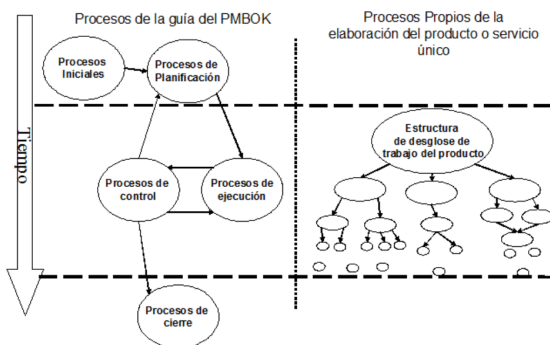 Procesos de la guía del PMBOK
Procesos Propios de la
elaboración del producto o servicio
único
Procesos
Iniciales
Procesos de
Planificación
Tiempo
Estructura
de desglose de
trabajo del producto
Procesos de
control
Procesos de
ejecución
Procesos de
cierre